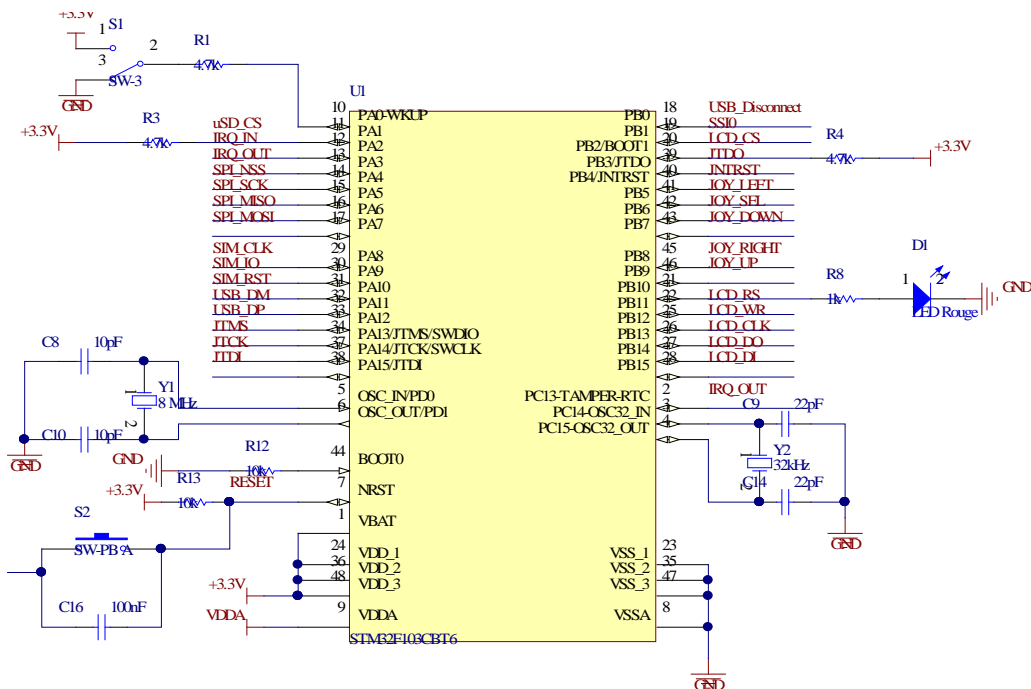 +3.3V
1
S1
2
3
SW-3
GND
R1
4.7k
R3
+3.3V
4.7k
U1
10
PA0-WKUP
11
PA1
uSD_CS
12
PA2
IRQ_IN
13
PA3
IRQ_OUT
14
PA4
SPI_NSS
15
PA5
SPI_SCK
16
PA6
SPI_MISO
17
PA7
SPI_MOSI
29
PA8
SIM_CLK
30
PA9
SIM_IO
31
PA10
SIM_RST
32
PA11
USB_DM
33
PA12
USB_DP
34
PA13/JTMS/SWDIO
JTMS
37
PA14/JTCK/SWCLK
JTCK
38
PA15/JTDI
JTDI
5
OSC_IN/PD0
6
OSC_OUT/PD1
44
BOOT0
7
NRST
1
VBAT
24
VDD_1
36
VDD_2
48
VDD_3
9
VDDA
STM32F103CBT6
18
PB0
USB_Disconnect
19
PB1
SSI0
20
PB2/BOOT1
LCD_CS
39
PB3/JTDO
JTDO
40
PB4/JNTRST
JNTRST
41
PB5
JOY_LEFT
42
PB6
JOY_SEL
43
PB7
JOY_DOWN
45
PB8
JOY_RIGHT
46
PB9
JOY_UP
21
PB10
22
PB11
LCD_RS
25
PB12
LCD_WR
26
PB13
LCD_CLK
27
PB14
LCD_DO
28
PB15
LCD_DI
2
PC13-TAMPER-RTC
IRQ_OUT
3
PC14-OSC32_IN
4
PC15-OSC32_OUT
23
VSS_1
35
VSS_2
47
VSS_3
8
VSSA
R4
4.7k
+3.3V
D1
R8
1k
1
2
GND
LED Rouge
C8
10pF
1
Y1
8 MHz
2
C10
10pF
GND
GND
R12
10k
R13
10k
RESET
+3.3V
S2
SW-PB A
C16
100nF
+3.3V
VDDA
C9
22pF
1
Y2
32kHz
2
C14
22pF
GND
GND